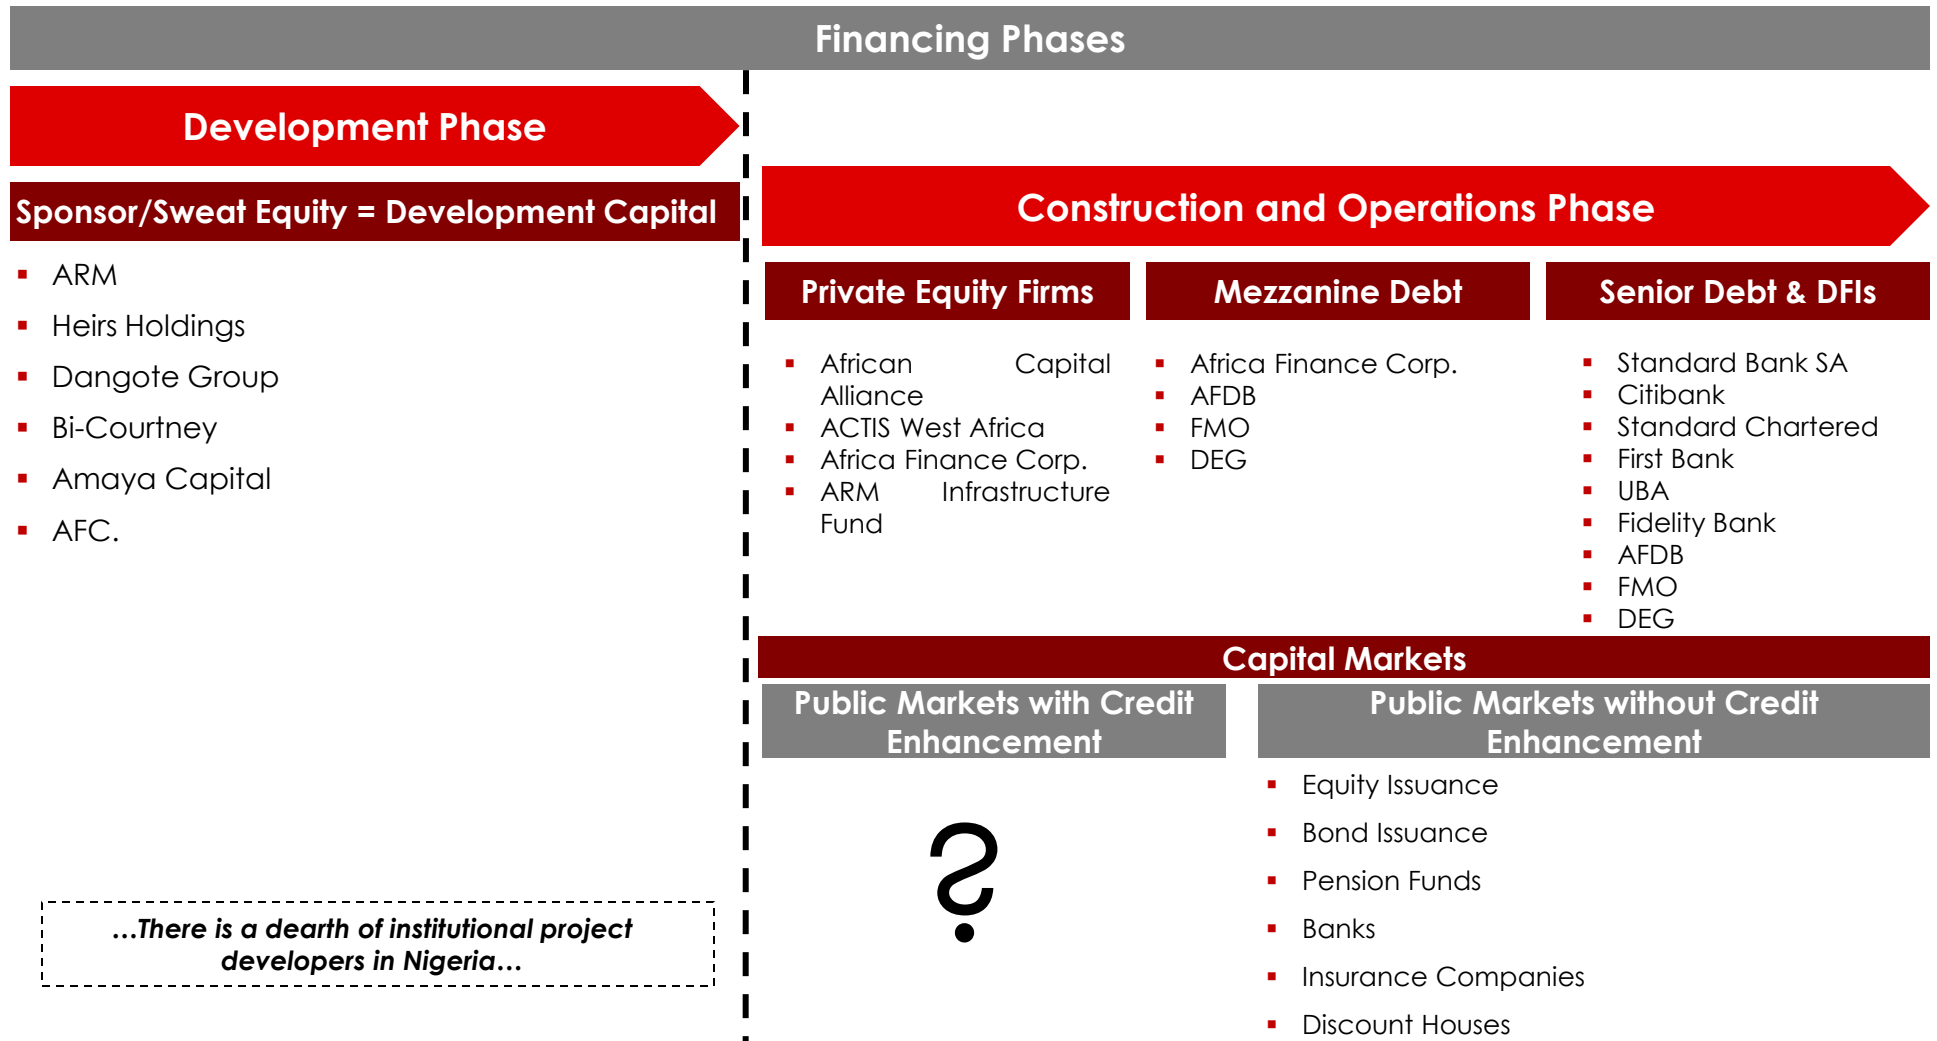 Financing Phases
Development Phase
Sponsor/Sweat Equity = Development Capital
▪ ARM
▪ Heirs Holdings
▪ Dangote Group
▪ Bi-Courtney
▪ Amaya Capital
▪ AFC.
…There is a dearth of institutional project
developers in Nigeria…
Construction and Operations Phase
Private Equity Firms
▪ African Capital
Alliance
▪ ACTIS West Africa
▪ Africa Finance Corp.
▪ ARM Infrastructure
Fund
Mezzanine Debt
▪ Africa Finance Corp.
▪ AFDB
▪ FMO
▪ DEG
Senior Debt & DFIs
▪ Standard Bank SA
▪ Citibank
▪ Standard Chartered
▪ First Bank
▪ UBA
▪ Fidelity Bank
▪ AFDB
▪ FMO
▪ DEG
Capital Markets
Public Markets with Credit
Enhancement
?
Public Markets without Credit
Enhancement
▪ Equity Issuance
▪ Bond Issuance
▪ Pension Funds
▪ Banks
▪ Insurance Companies
▪ Discount Houses